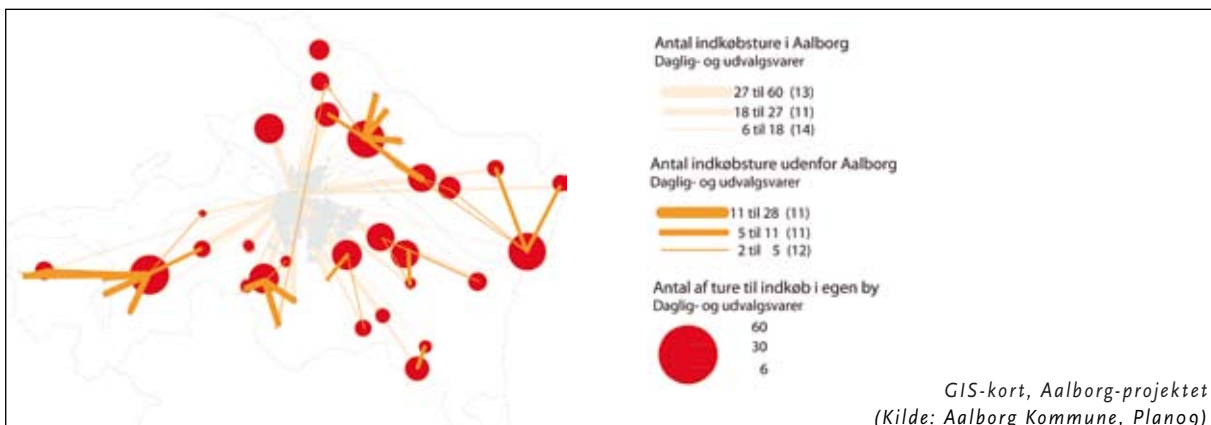 Antal indkøbsture i Aalborg
Daglig- og udvalgsvarer
27 til 60 (13)
18 til 27 (11)
6 til 18 (14)
Antal indkøbsture udenfor Aalborg
Daglig- og udvalgsvarer
11 til 28 (11)
5 til 11 (11)
2 til 5 (12)
Antal af ture til indkøb i egen by
Daglig- og udvalgsvarer
60
30
6
GIS-kort, Aalborg-projektet
(Kilde: Aalborg Kommune, Plan09)